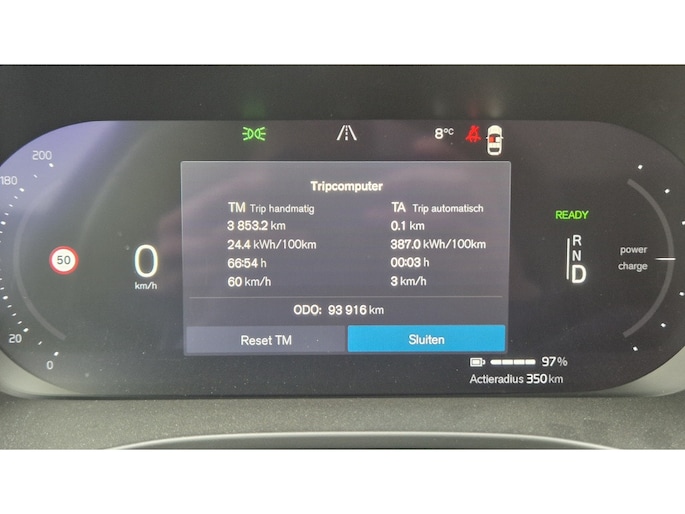 8°C
200
180
20
0
50
0
km/h
Tripcomputer
TM Trip handmatig
TA Trip automatisch
3 853.2 km
0.1 km
24.4 kWh/100km
387.0 kWh/100km
66:54 h
00:03 h
60 km/h
3 km/h
ODO: 93 916 km
Reset TM
Sluiten
READY
R
N
D
power
charge
97%
Actieradius 350 km